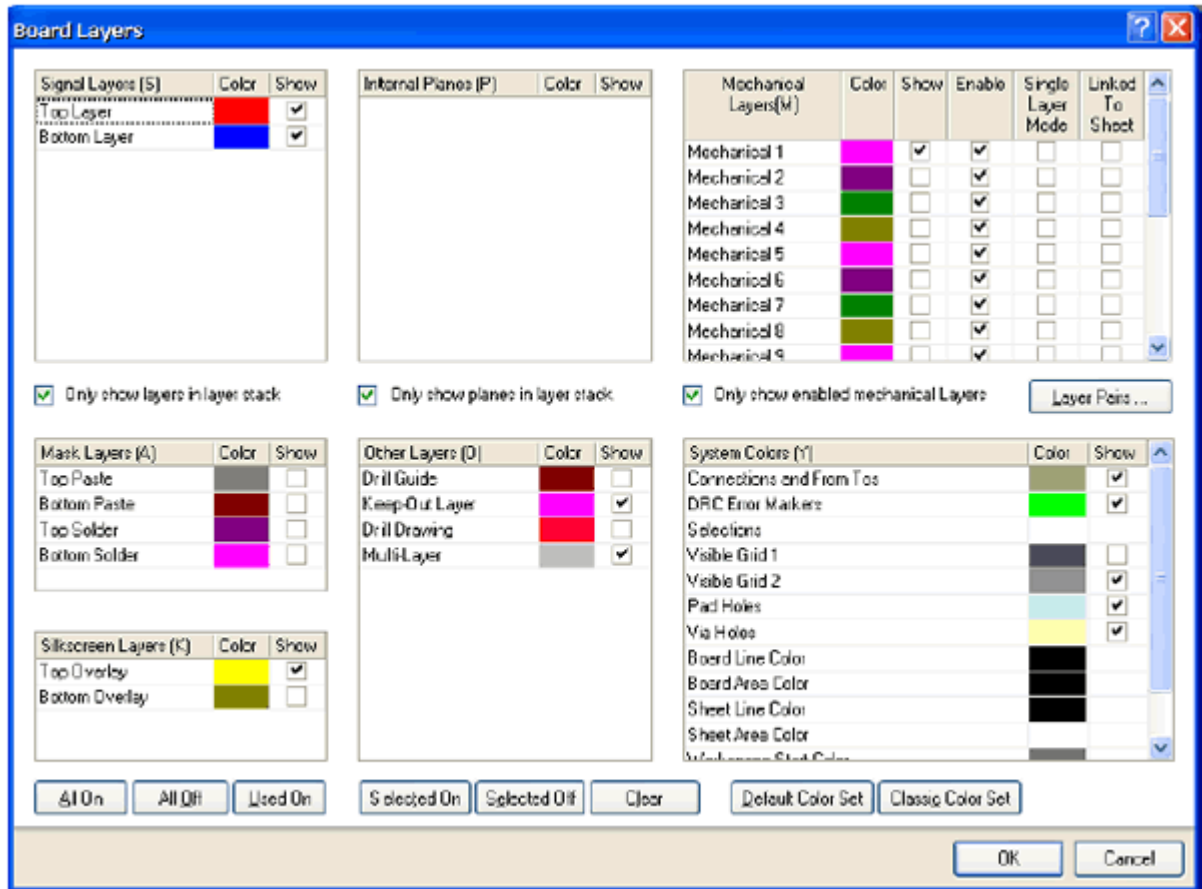 Board Layers
Signal Layers (S) Color Show
Top Layer
Bottom Layer
Internal Planes (P) Color Show
Mechanical Layers(M) Color Show Enable Single Layer Mode Linked To Sheet
Mechanical 1
Mechanical 2
Mechanical 3
Mechanical 4
Mechanical 5
Mechanical 6
Mechanical 7
Mechanical 8
Mechanical 9
Only show layers in layer stack
Only show planes in layer stack
Only show enabled mechanical Layers
Layer Pairs ...
Mask Layers (A) Color Show
Top Paste
Bottom Paste
Top Solder
Bottom Solder
Silkscreen Layers (K) Color Show
Top Overlay
Bottom Overlay
Other Layers (O) Color Show
Drill Guide
Keep-Out Layer
Drill Drawing
Multi-Layer
System Colors (Y) Color Show
Connections and From Tos
DRC Error Markers
Selections
Visible Grid 1
Visible Grid 2
Pad Holes
Via Holes
Board Line Color
Board Area Color
Sheet Line Color
Sheet Area Color
Workspace Start Color
All On All Off Used On Selected On Selected Off Clear Default Color Set Classic Color Set
OK Cancel